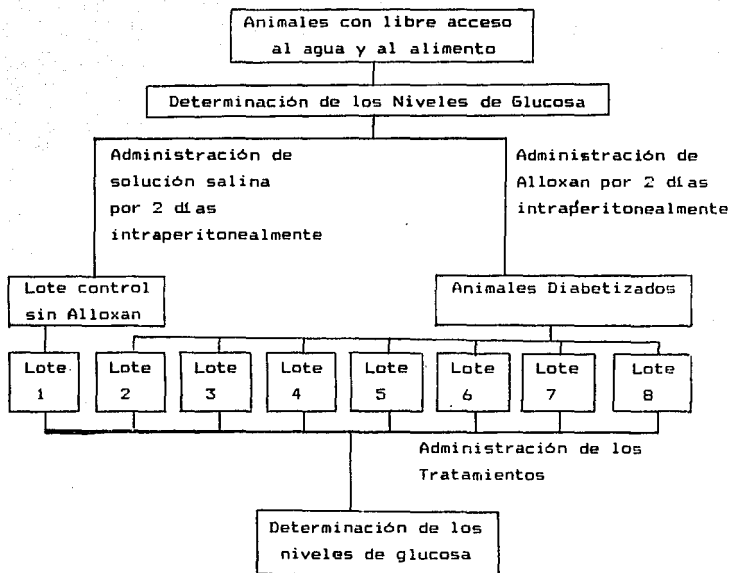 Animales con libre acceso
al agua y al alimento
Determinación de los Niveles de Glucosa
Administración de
solución salina
por 2 días
intraperitonealmente
Administración de
Alloxan por 2 días
intraperitonealmente
Lote control
sin Alloxan
Animales Diabetizados
Lote
1
Lote
2
Lote
3
Lote
4
Lote
5
Lote
6
Lote
7
Lote
8
Administración de los
Tratamientos
Determinación de los
niveles de glucosa